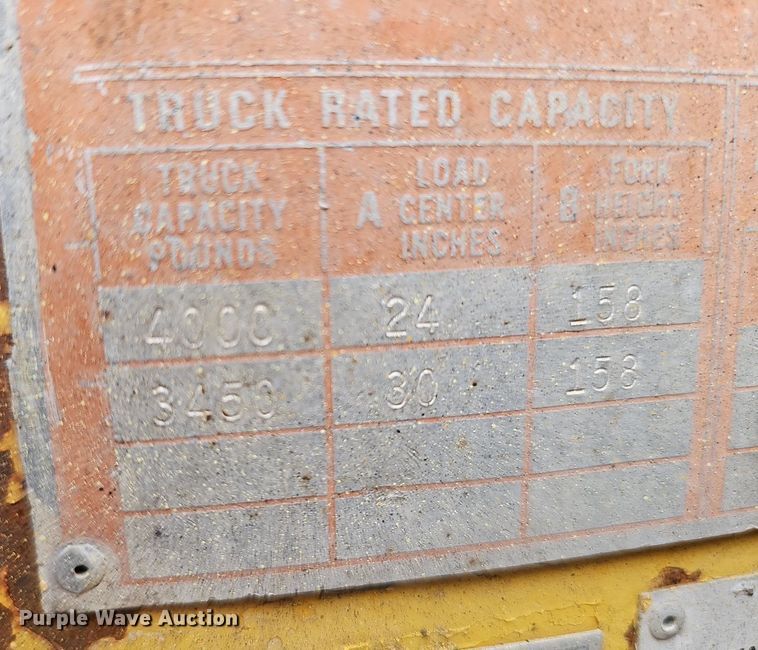 TRUCK RATED CAPACITY
TRUCK CAPACITY POUNDS
A LOAD CENTER INCHES
B FORK HEIGHT INCHES
4000 24 158
3450 30 158
Purple Wave Auction